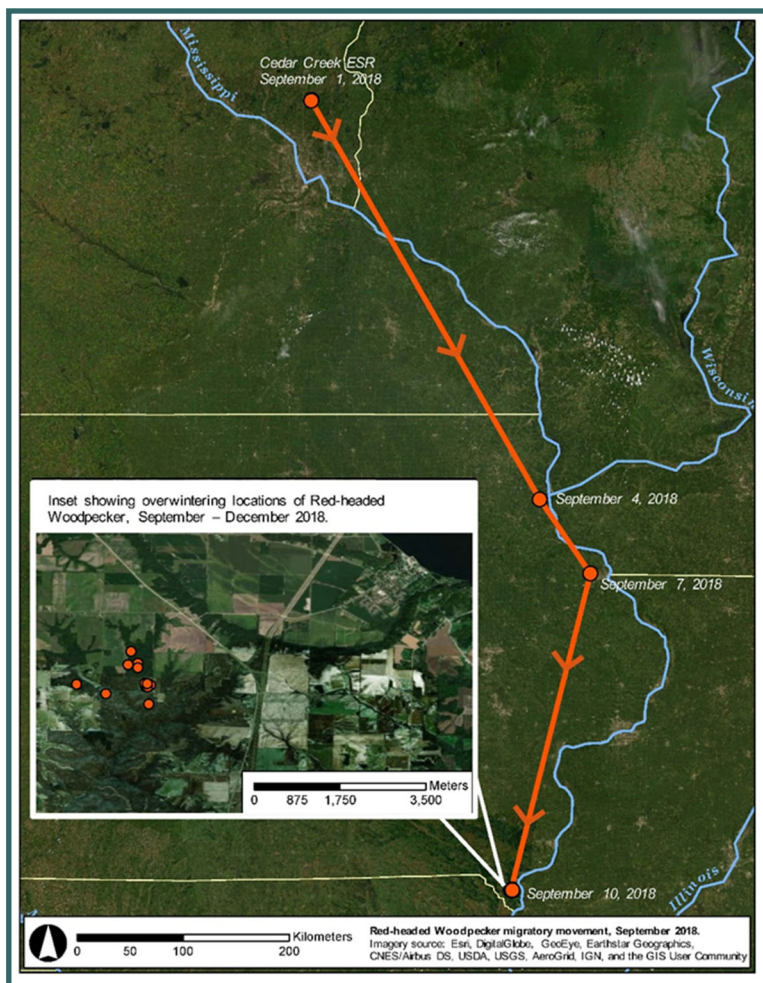 Mississippi
Cedar Creek ESR
September 1, 2018
Wisconsin
September 4, 2018
September 7, 2018
Inset showing overwintering locations of Red-headed
Woodpecker, September – December 2018.
Meters
0 875 1,750 3,500
September 10, 2018
Illinois
Kilometers
0 50 100 200
Red-headed Woodpecker migratory movement, September 2018.
Imagery source: Esri, DigitalGlobe, GeoEye, Earthstar Geographics,
CNES/Airbus DS, USDA, USGS, AeroGrid, IGN, and the GIS User Community